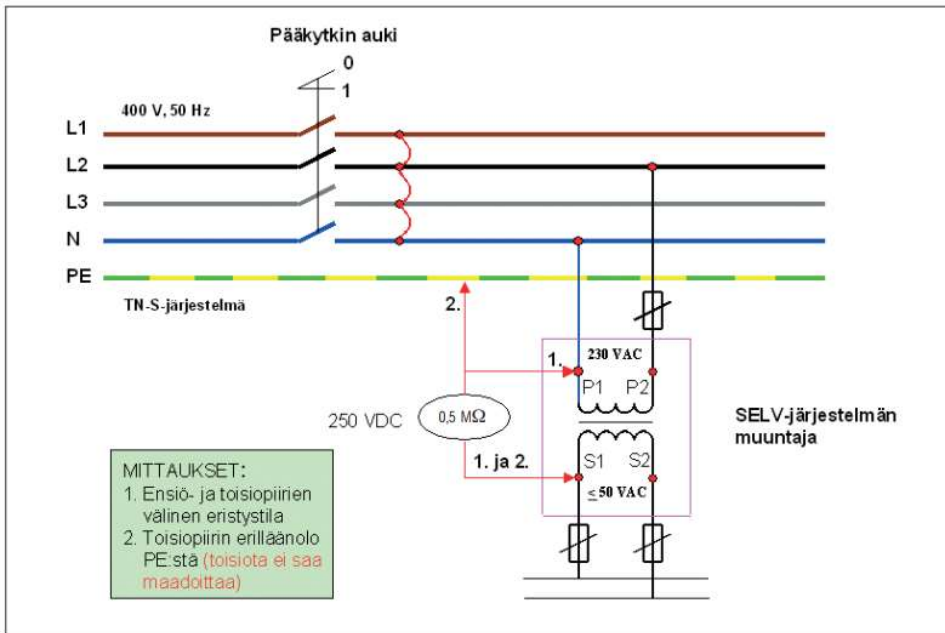 Pääkytkin auki
0
1
400 V, 50 Hz
L1
L2
L3
N
PE
TN-S-järjestelmä
2.
1.
230 VAC
P1 P2
250 VDC
0,5 MΩ
SELV-järjestelmän
muuntaja
1. ja 2.
S1 S2
≤ 50 VAC
MITTAUKSET:
1. Ensiö- ja toisiopiirien
välinen eristystila
2. Toisiopiirin erilläänolo
PE:stä (toisiota ei saa
maadoittaa)